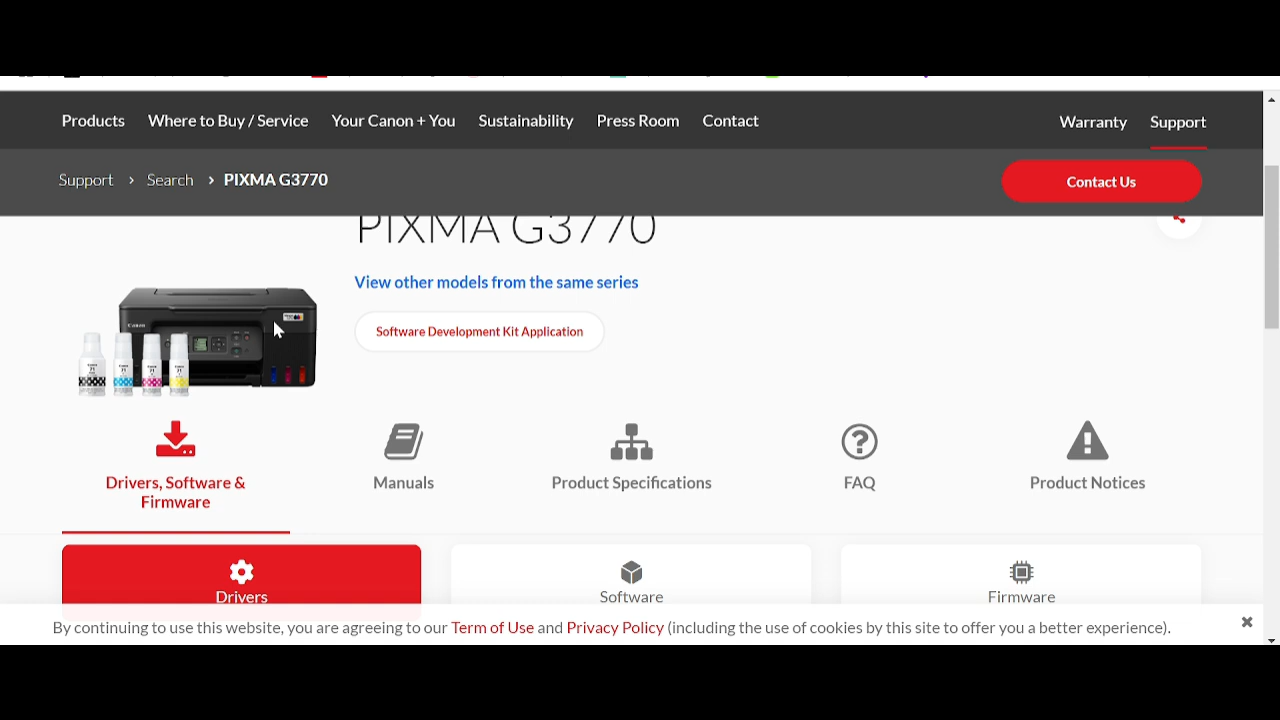 Products Where to Buy / Service Your Canon + You Sustainability Press Room Contact Warranty Support
Support > Search > PIXMA G3770 Contact Us
PIXMA G3770
View other models from the same series
Software Development Kit Application
Canon
Drivers, Software & Firmware
Manuals
Product Specifications
FAQ
Product Notices
Drivers
Software
Firmware
By continuing to use this website, you are agreeing to our Term of Use and Privacy Policy (including the use of cookies by this site to offer you a better experience).